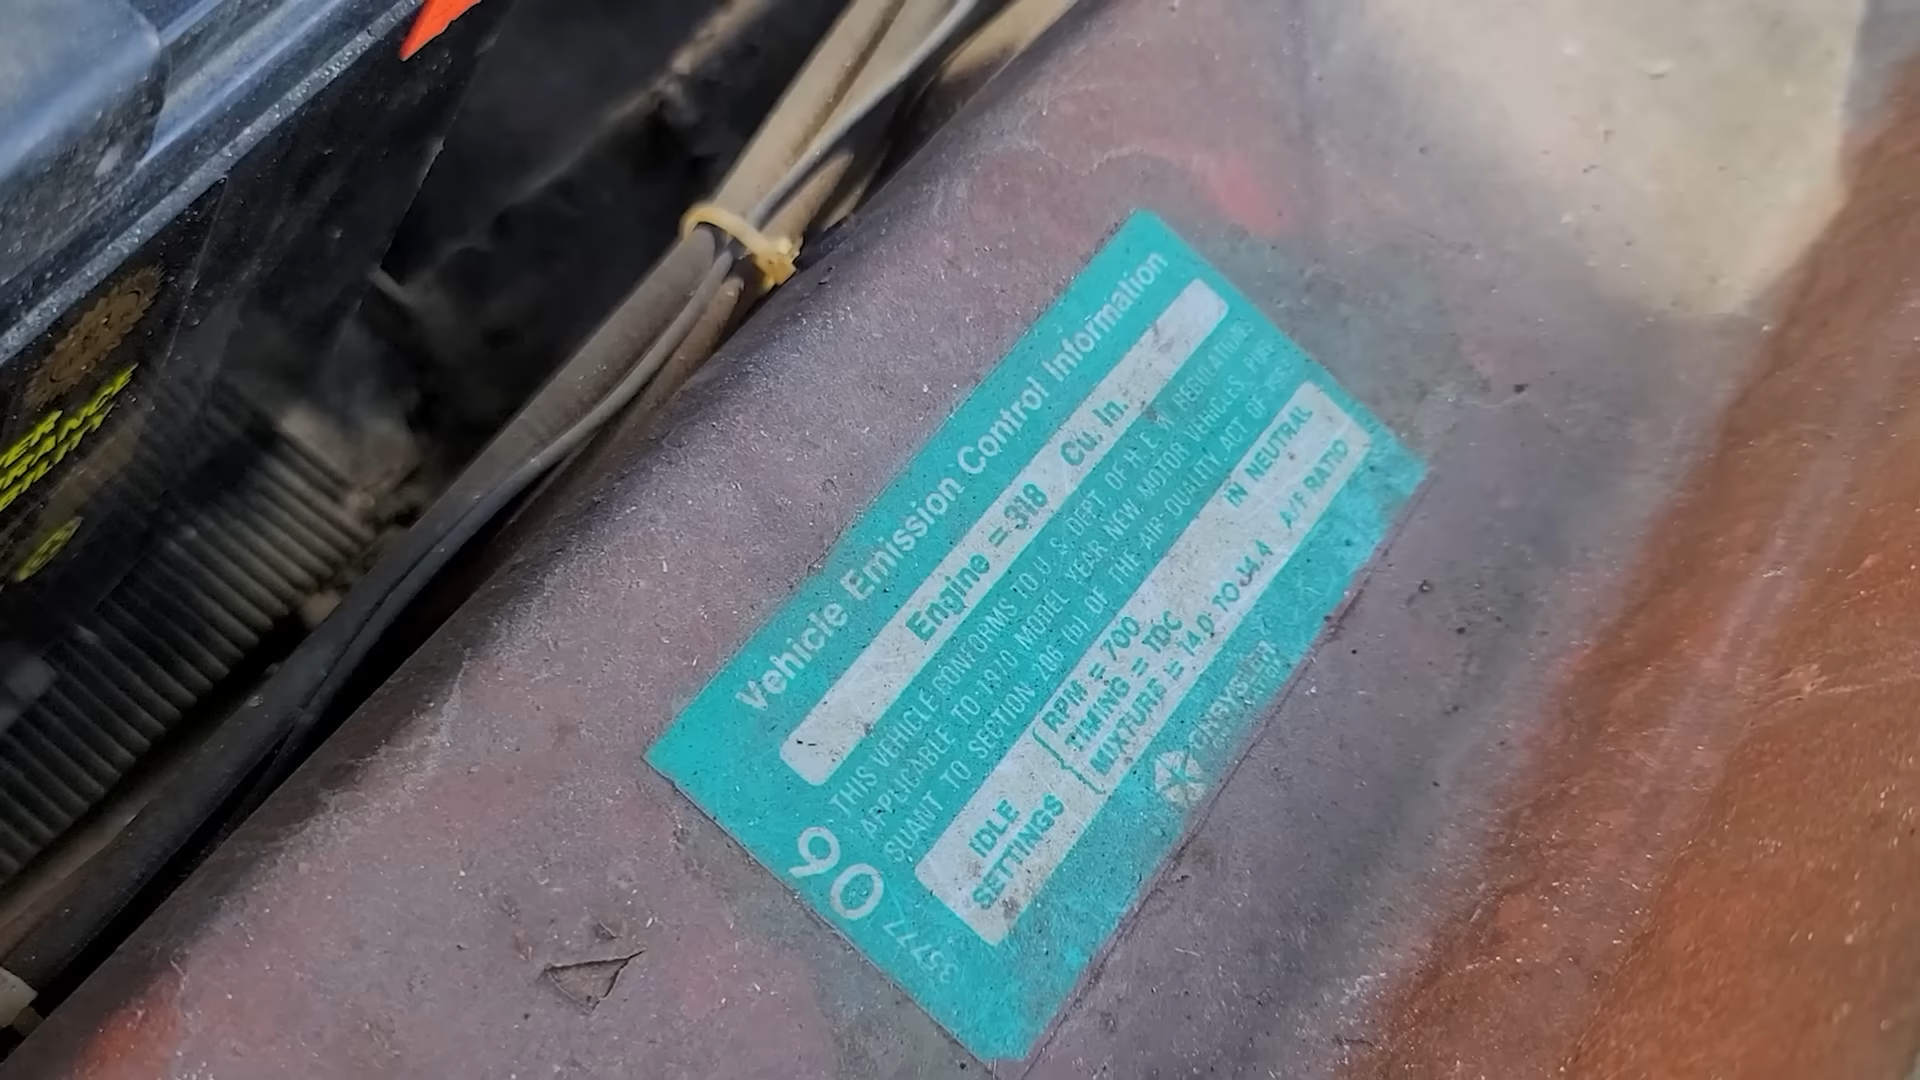 Vehicle Emission Control Information
Engine = 318 Cu. In.
THIS VEHICLE CONFORMS TO U.S. DEPT. OF H.E.W. REGULATIONS
APPLICABLE TO 1970 MODEL YEAR NEW MOTOR VEHICLES PUR-
SUANT TO SECTION 206 (b) OF THE AIR QUALITY ACT OF
IDLE
SETTINGS
RPM = 700 IN NEUTRAL
TIMING = TDC
MIXTURE = 14.0 TO 14.4 A/F RATIO
CHRYSLER
90